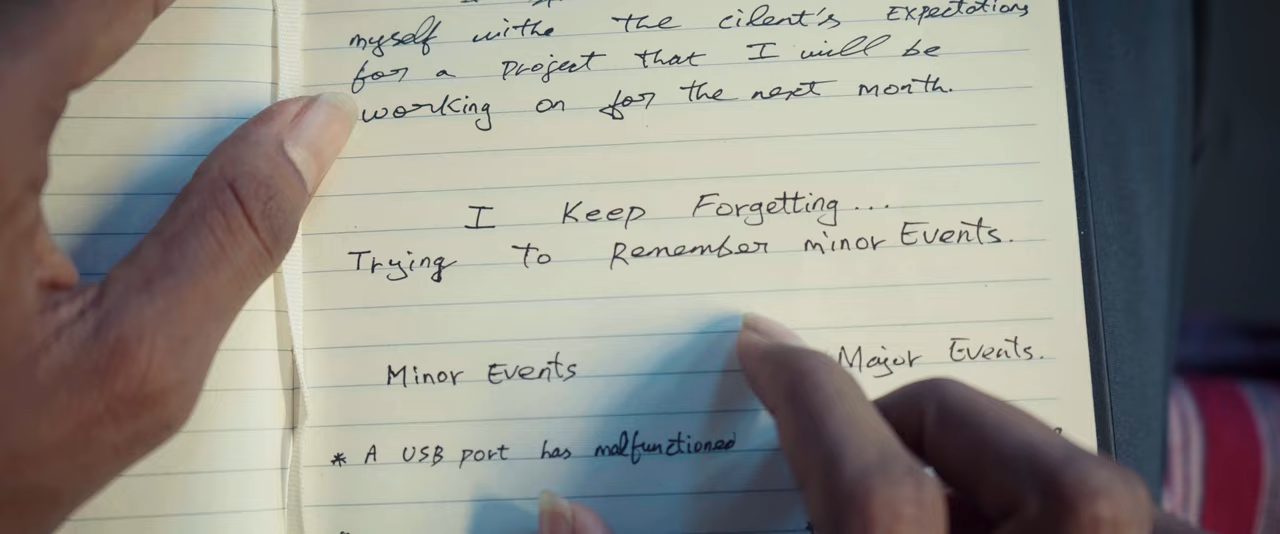 myself withe the cilent's Expectations
for a project that I will be
working on for the next month.
I Keep Forgetting...
Trying to Remember minor Events.
Minor Events Major Events.
* A USB port has malfunctioned